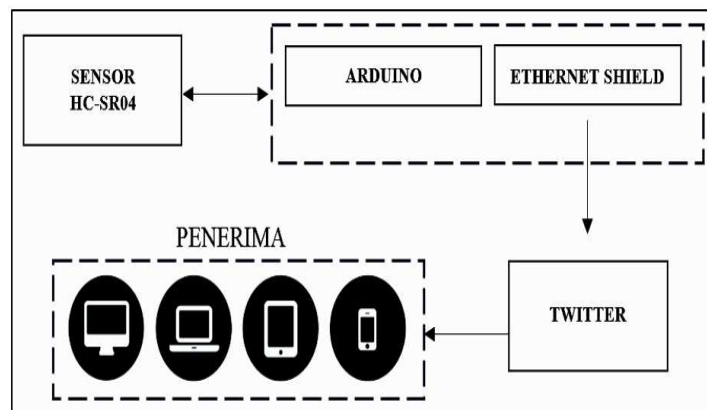 SENSOR
HC-SR04
ARDUINO
ETHERNET SHIELD
PENERIMA
TWITTER